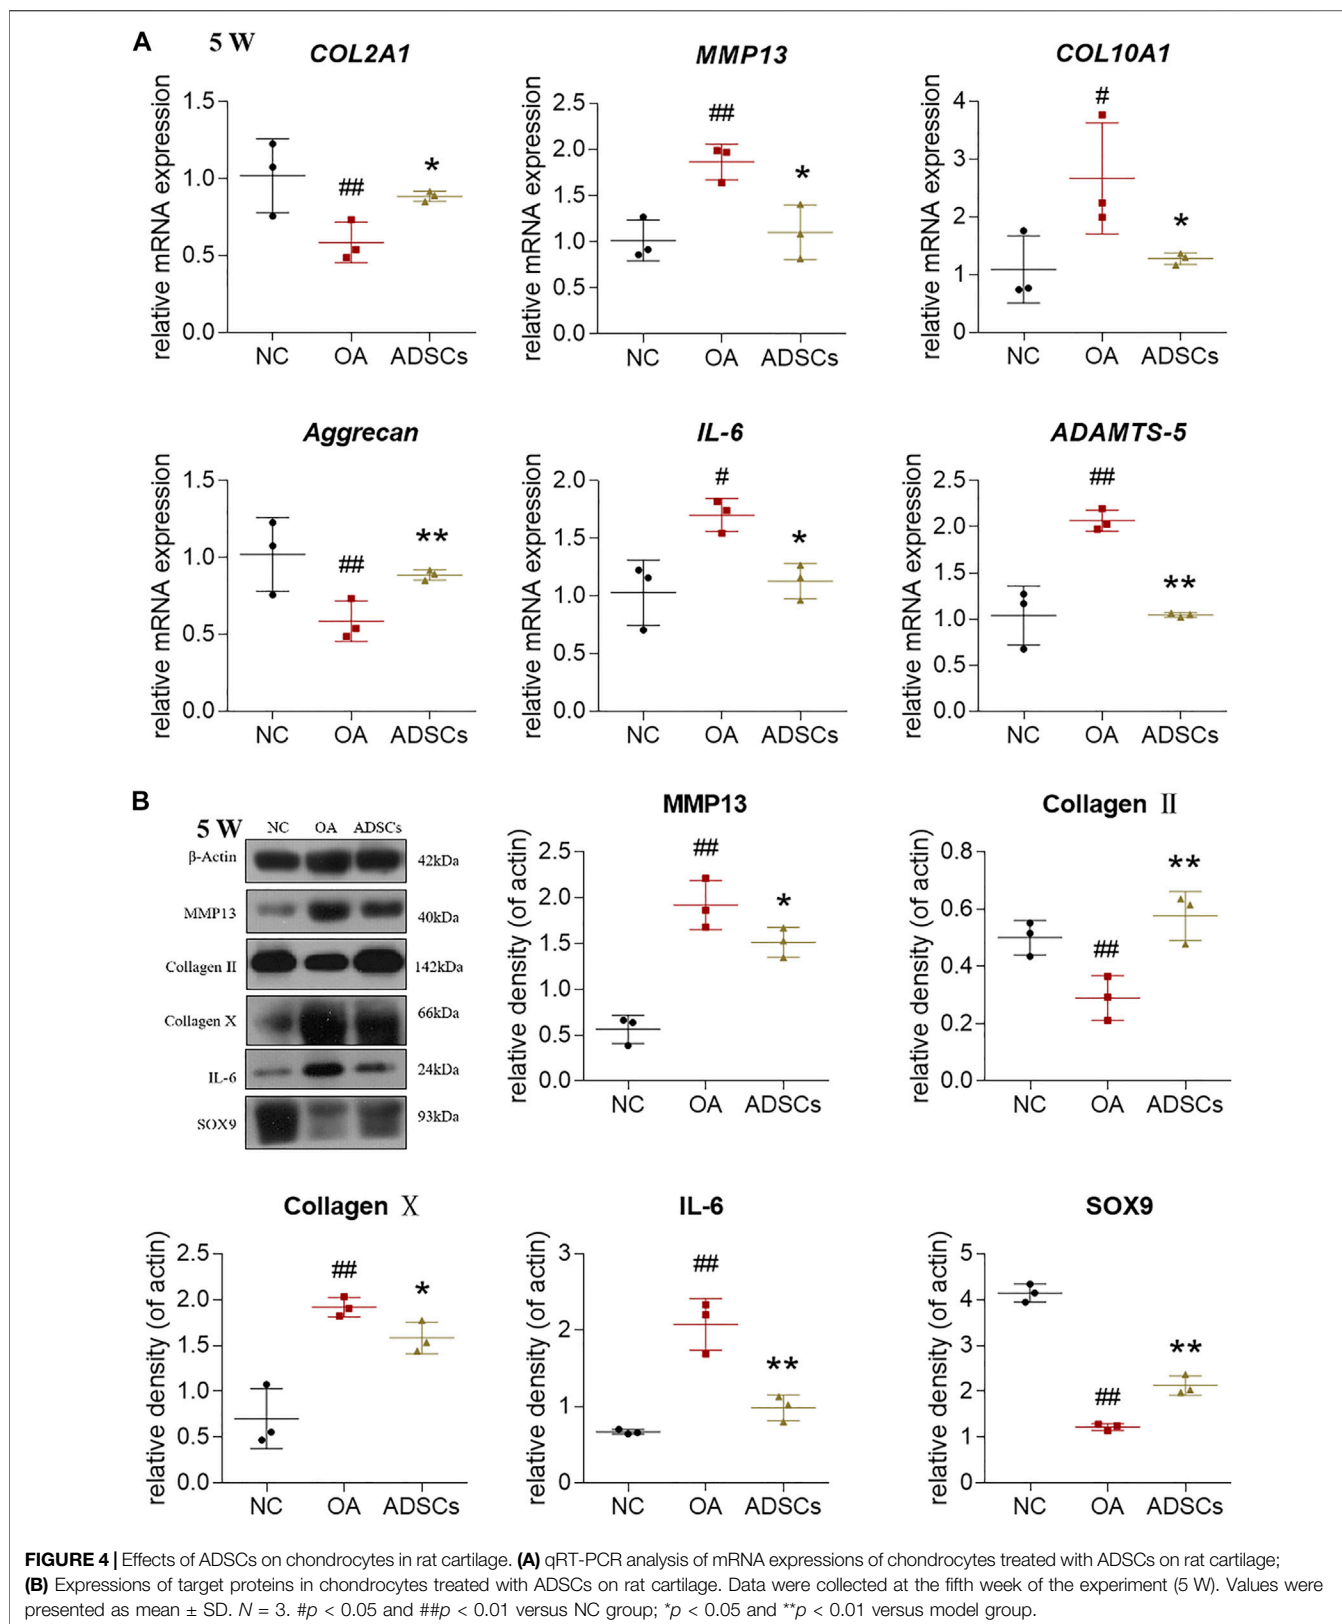 A
5 W
COL2A1
MMP13
COL10A1
relative mRNA expression
1.5
1.0
0.5
0.0
##
*
NC OA ADSCs
relative mRNA expression
2.5
2.0
1.5
1.0
0.5
0.0
##
*
NC OA ADSCs
relative mRNA expression
4
3
2
1
0
#
*
NC OA ADSCs
Aggrecan
IL-6
ADAMTS-5
relative mRNA expression
1.5
1.0
0.5
0.0
##
**
NC OA ADSCs
relative mRNA expression
2.0
1.5
1.0
0.5
0.0
#
*
NC OA ADSCs
relative mRNA expression
2.5
2.0
1.5
1.0
0.5
0.0
##
**
NC OA ADSCs
B
5 W
NC OA ADSCs
β-Actin 42kDa
MMP13 40kDa
Collagen II 142kDa
Collagen X 66kDa
IL-6 24kDa
SOX9 93kDa
MMP13
relative density (of actin)
2.5
2.0
1.5
1.0
0.5
0.0
##
*
NC OA ADSCs
Collagen Ⅱ
relative density (of actin)
0.8
0.6
0.4
0.2
0.0
##
**
NC OA ADSCs
Collagen Ⅹ
relative density (of actin)
2.5
2.0
1.5
1.0
0.5
0.0
##
*
NC OA ADSCs
IL-6
relative density (of actin)
3
2
1
0
##
**
NC OA ADSCs
SOX9
relative density (of actin)
5
4
3
2
1
0
##
**
NC OA ADSCs
FIGURE 4 | Effects of ADSCs on chondrocytes in rat cartilage. (A) qRT-PCR analysis of mRNA expressions of chondrocytes treated with ADSCs on rat cartilage;
(B) Expressions of target proteins in chondrocytes treated with ADSCs on rat cartilage. Data were collected at the fifth week of the experiment (5 W). Values were
presented as mean ± SD. N = 3. #p < 0.05 and ##p < 0.01 versus NC group; *p < 0.05 and **p < 0.01 versus model group.